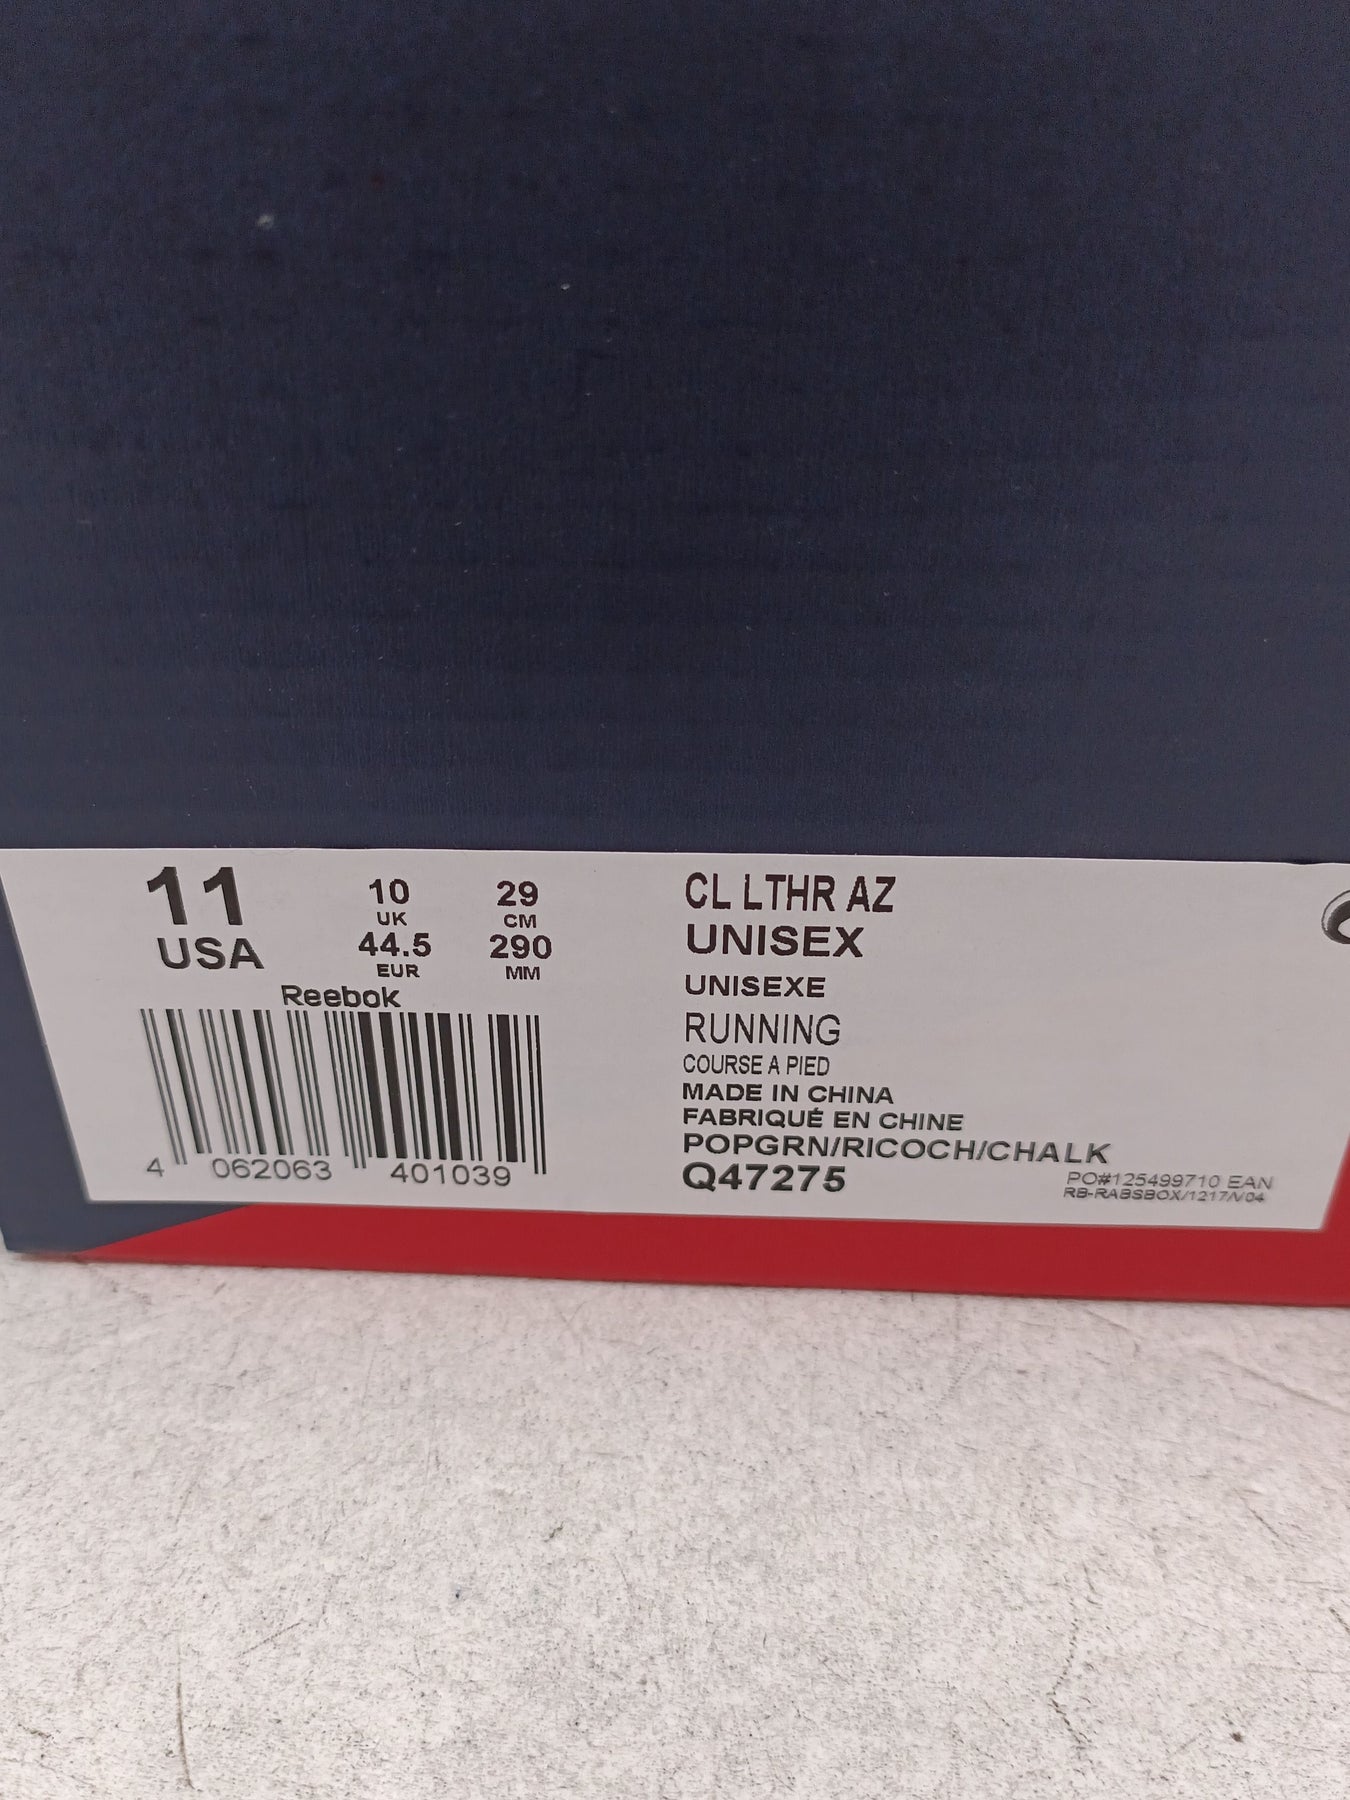 11
USA
10
UK
44.5
EUR
29
CM
290
MM
Reebok
4 062063 401039
CL LTHR AZ
UNISEX
UNISEXE
RUNNING
COURSE A PIED
MADE IN CHINA
FABRIQUÉ EN CHINE
POPGRN/RICOCH/CHALK
Q47275
PO#125499710 EAN
RB-RABSBOX/1217/V04